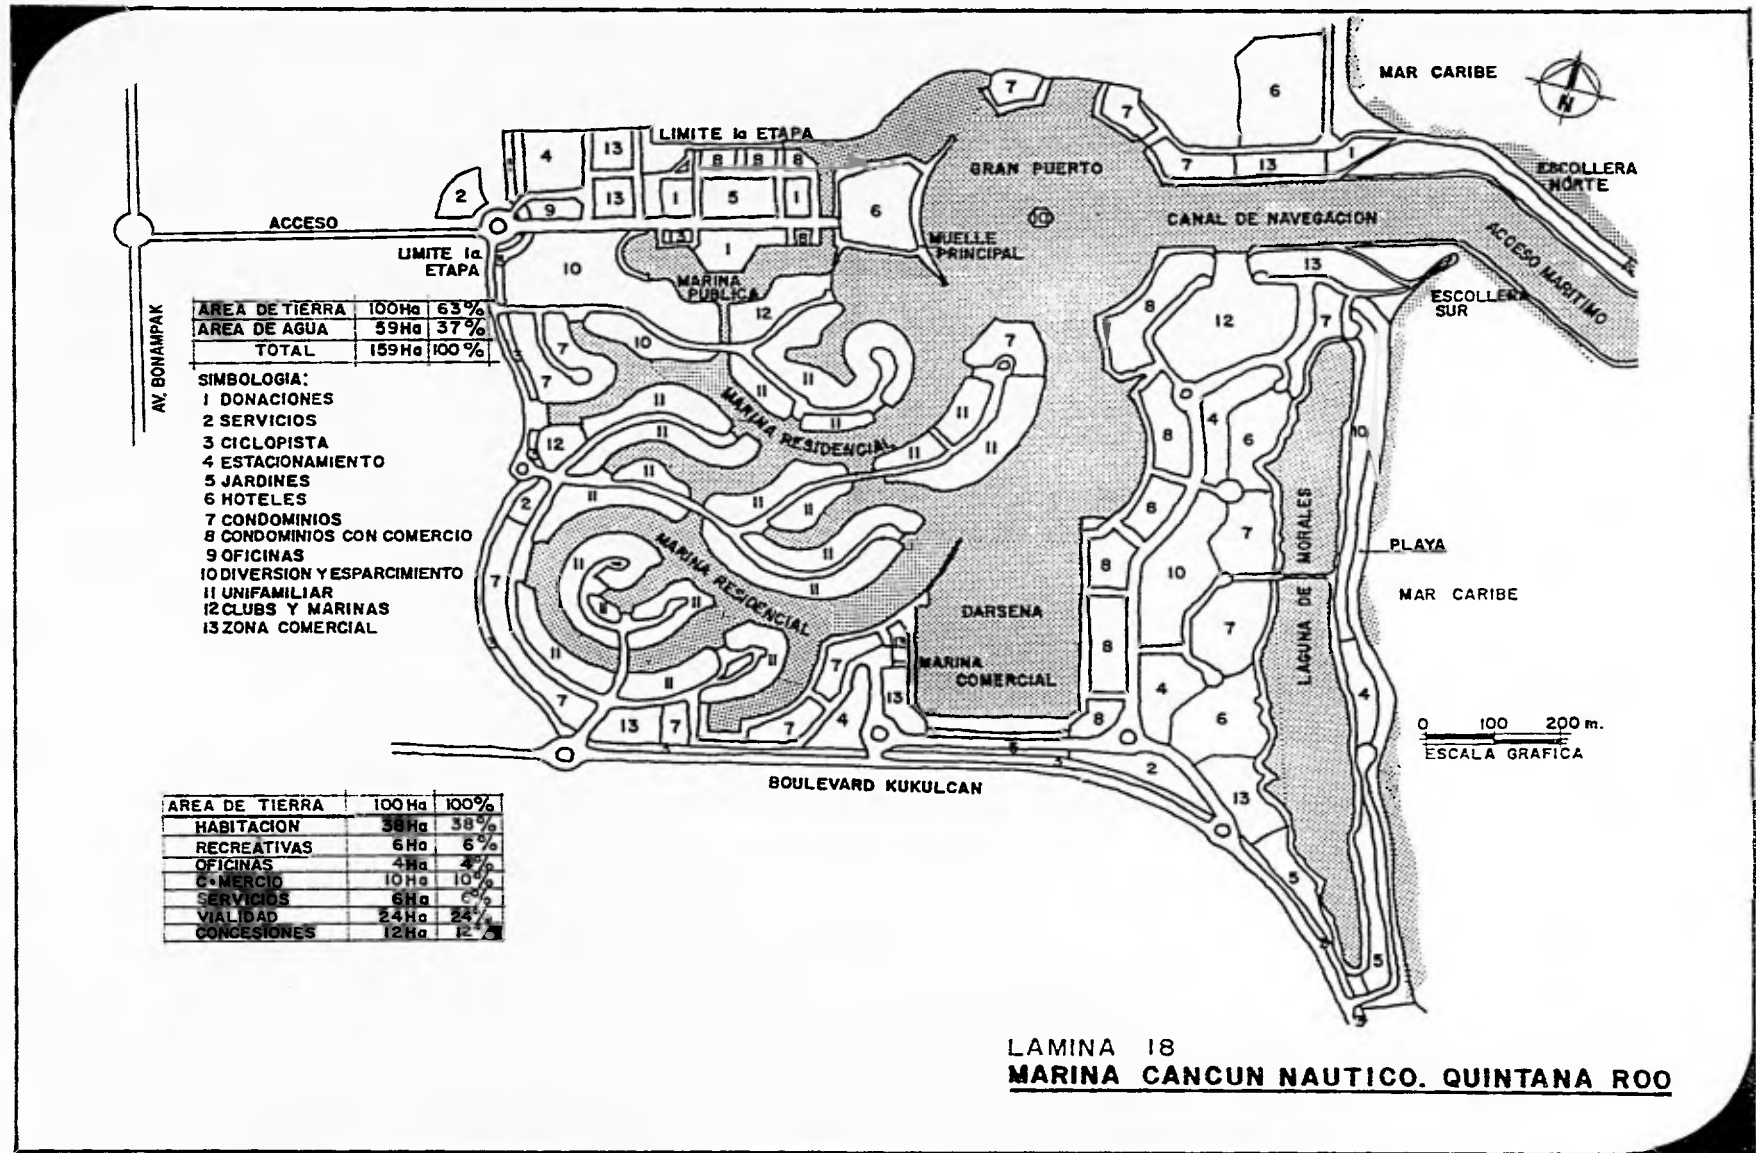 MAR CARIBE
N
LIMITE la ETAPA
GRAN PUERTO
ESCOLLERA
NORTE
ACCESO
CANAL DE NAVEGACION
ACCESO MARITIMO
LIMITE la
ETAPA
MUELLE
PRINCIPAL
MARINA
PUBLICA
ESCOLLERA
SUR
AREA DE TIERRA 100Ha 63%
AREA DE AGUA 59Ha 37%
TOTAL 159Ha 100%
AV. BONAMPAK
SIMBOLOGIA:
1 DONACIONES
2 SERVICIOS
3 CICLOPISTA
4 ESTACIONAMIENTO
5 JARDINES
6 HOTELES
7 CONDOMINIOS
8 CONDOMINIOS CON COMERCIO
9 OFICINAS
10 DIVERSION Y ESPARCIMIENTO
11 UNIFAMILIAR
12 CLUBS Y MARINAS
13 ZONA COMERCIAL
MARINA RESIDENCIAL
MARINA RESIDENCIAL
LAGUNA DE MORALES
PLAYA
MAR CARIBE
DARSENA
MARINA
COMERCIAL
0 100 200 m.
ESCALA GRAFICA
BOULEVARD KUKULCAN
AREA DE TIERRA 100 Ha 100%
HABITACION 38Ha 38%
RECREATIVAS 6Ha 6%
OFICINAS 4Ha 4%
COMERCIO 10Ha 10%
SERVICIOS 6Ha 6%
VIALIDAD 24Ha 24%
CONCESIONES 12Ha 12
LAMINA 18
MARINA CANCUN NAUTICO. QUINTANA ROO